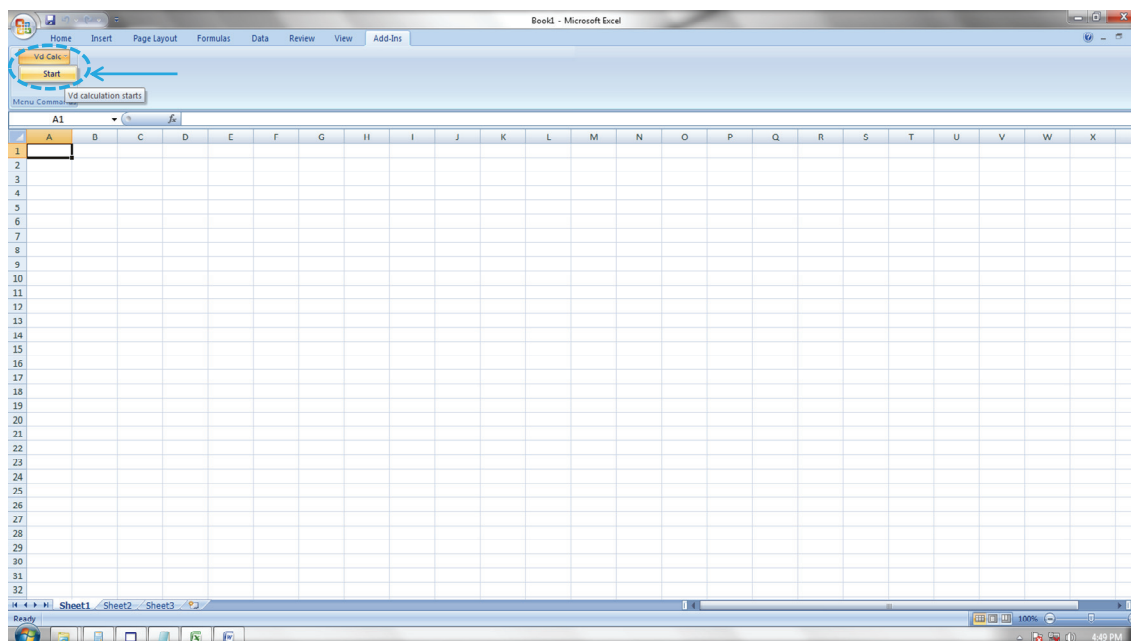 Book1 - Microsoft Excel
Home Insert Page Layout Formulas Data Review View Add-Ins
Vd Calc
Start
Vd calculation starts
Menu Comman
A1 fx
A B C D E F G H I J K L M N O P Q R S T U V W X
1
2
3
4
5
6
7
8
9
10
11
12
13
14
15
16
17
18
19
20
21
22
23
24
25
26
27
28
29
30
31
32
Sheet1 Sheet2 Sheet3
Ready 100%
4:49 PM